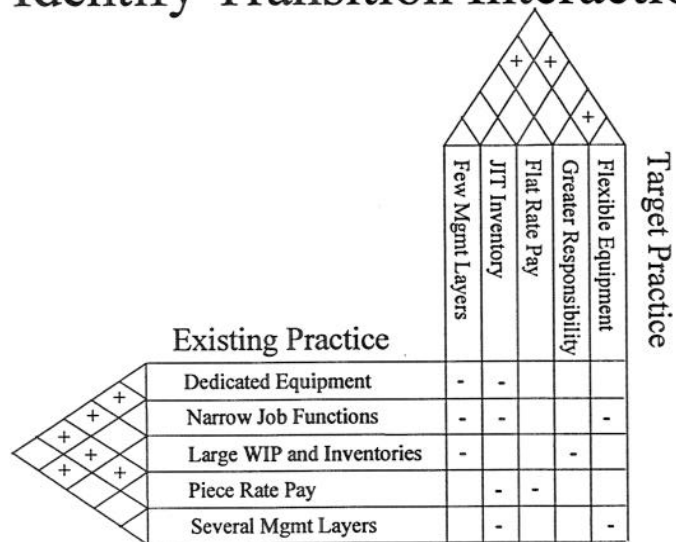 Identify Transition Interactio
+ +
+
Few Mgmt Layers
JIT Inventory
Flat Rate Pay
Greater Responsibility
Flexible Equipment
Target Practice
Existing Practice
Dedicated Equipment - -
Narrow Job Functions - - -
Large WIP and Inventories - -
Piece Rate Pay - -
Several Mgmt Layers - -
+
+
+ +
+ +